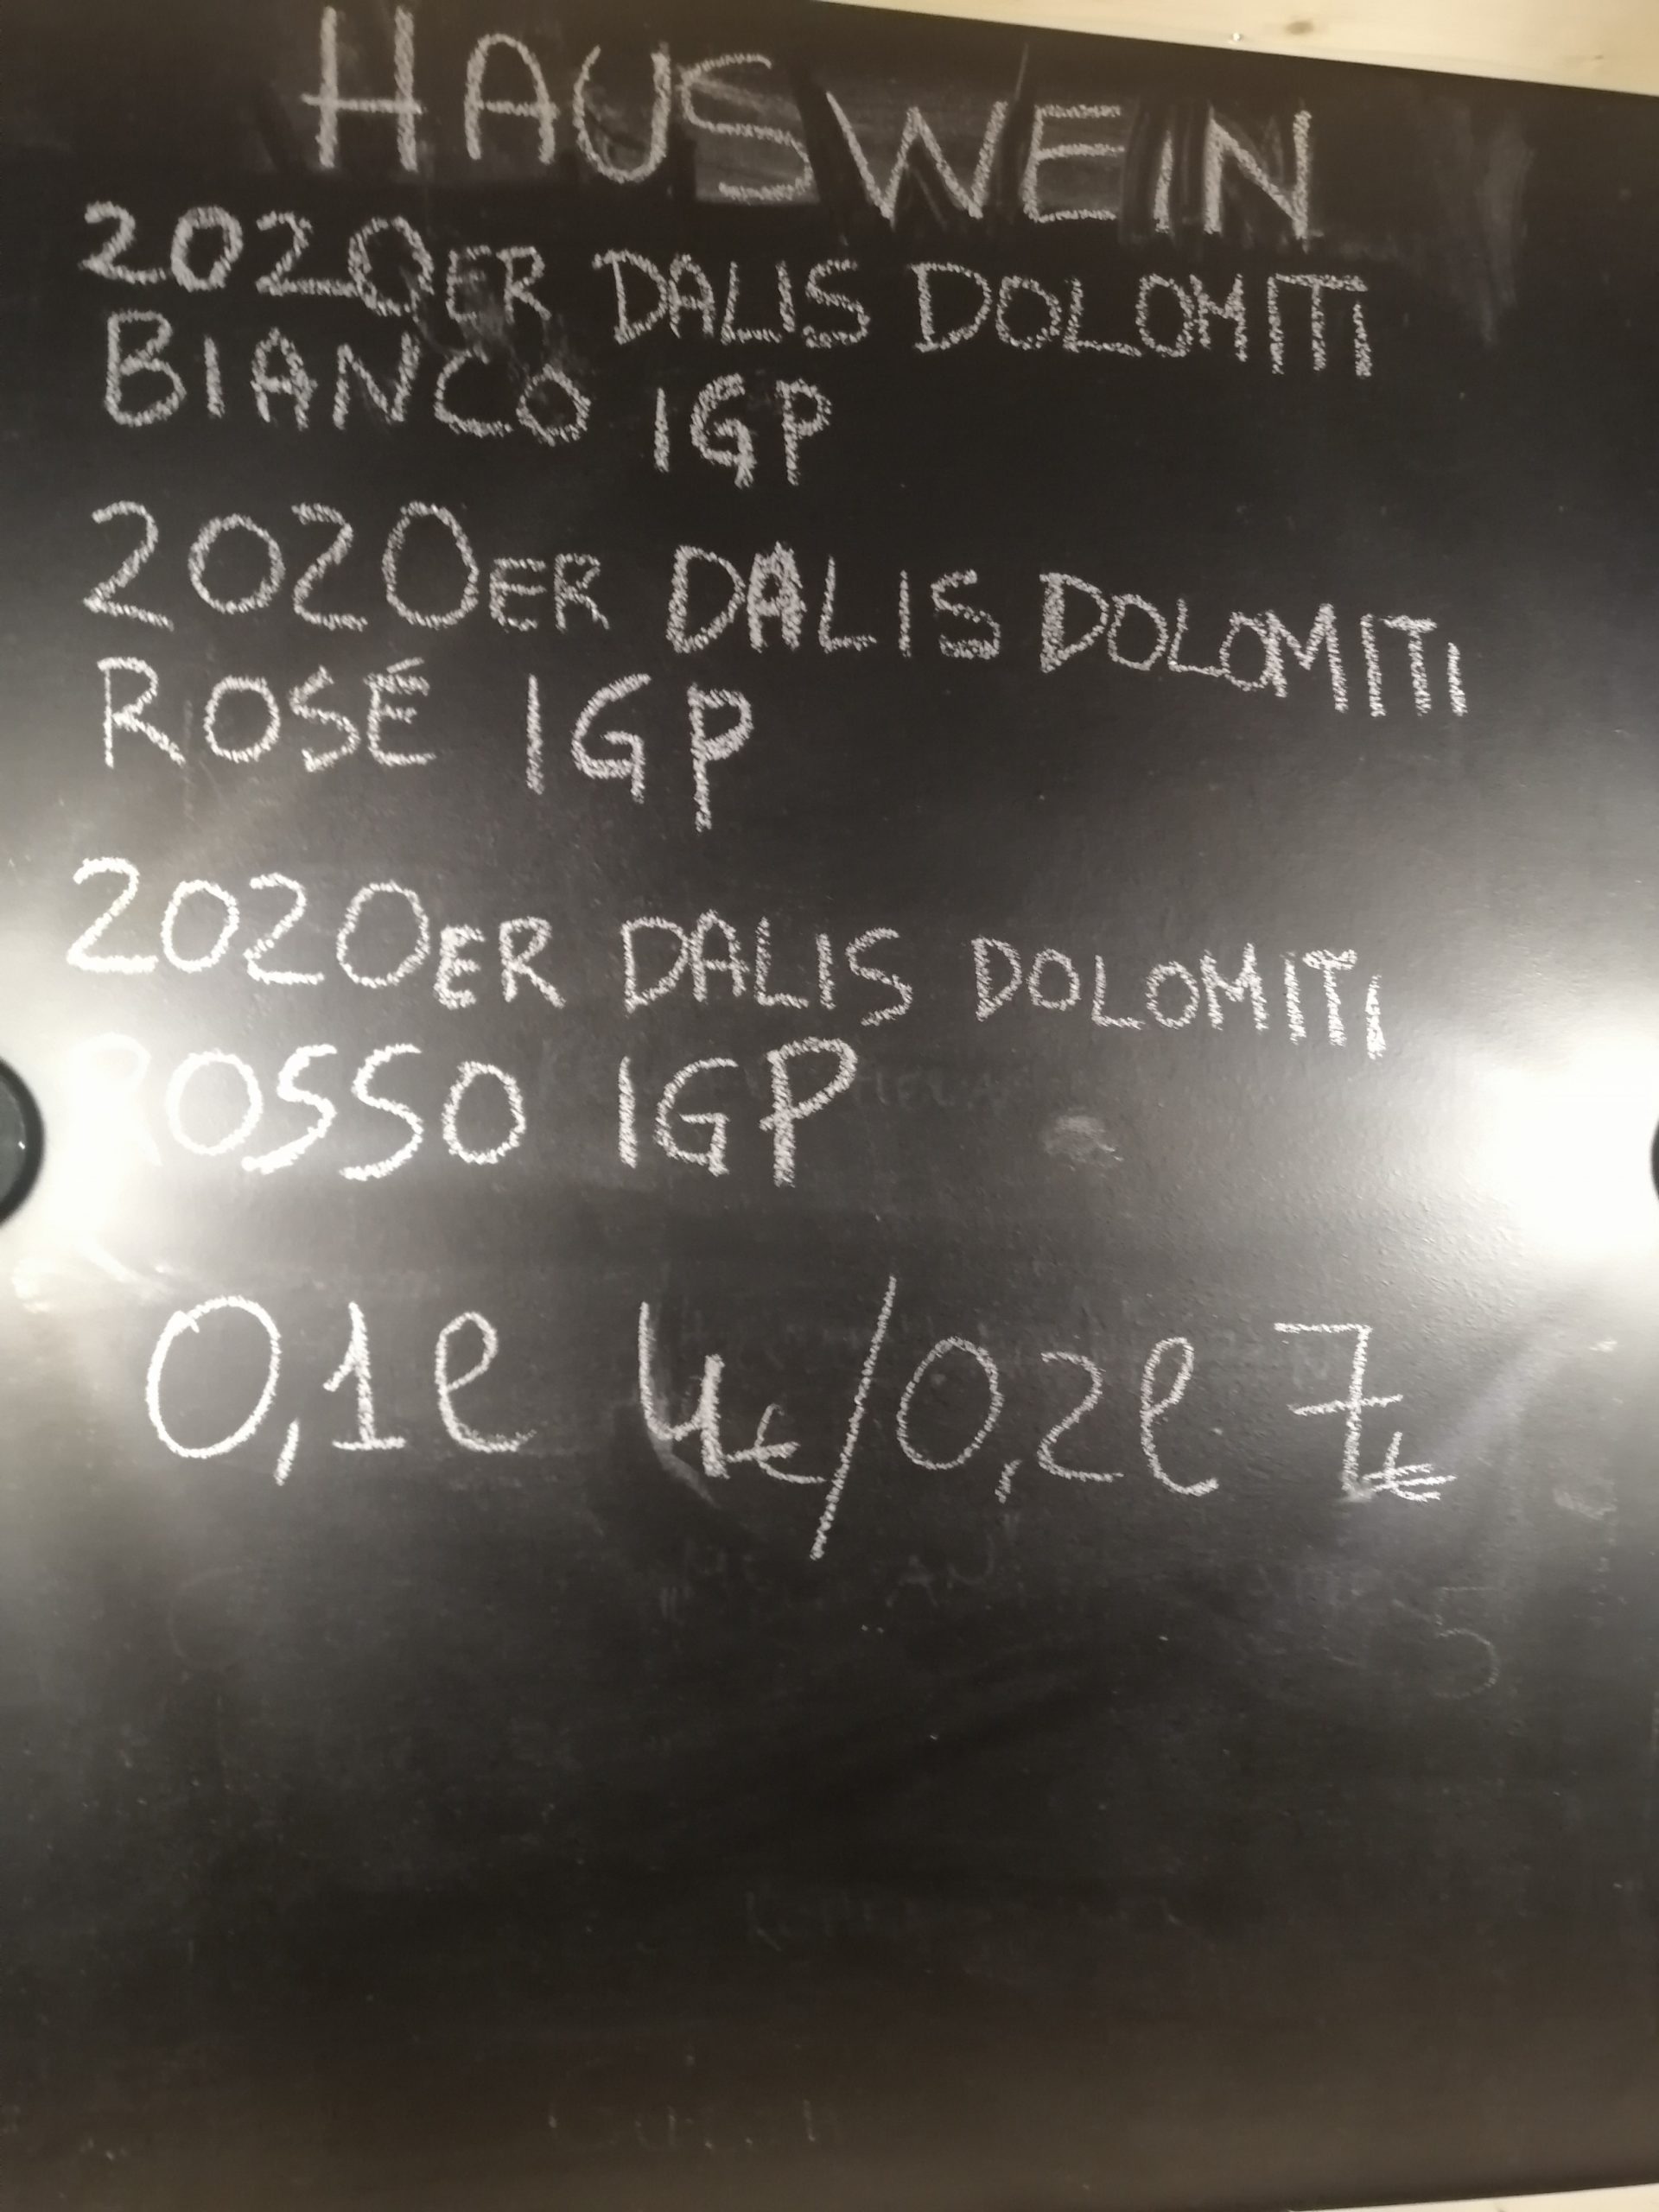 HAUSWEIN
2020ER DALIS DOLOMITI
BIANCO IGP
2020ER DALIS DOLOMITI
ROSÉ IGP
2020ER DALIS DOLOMITI
ROSSO IGP
0,1l 4€/0,2l 7€